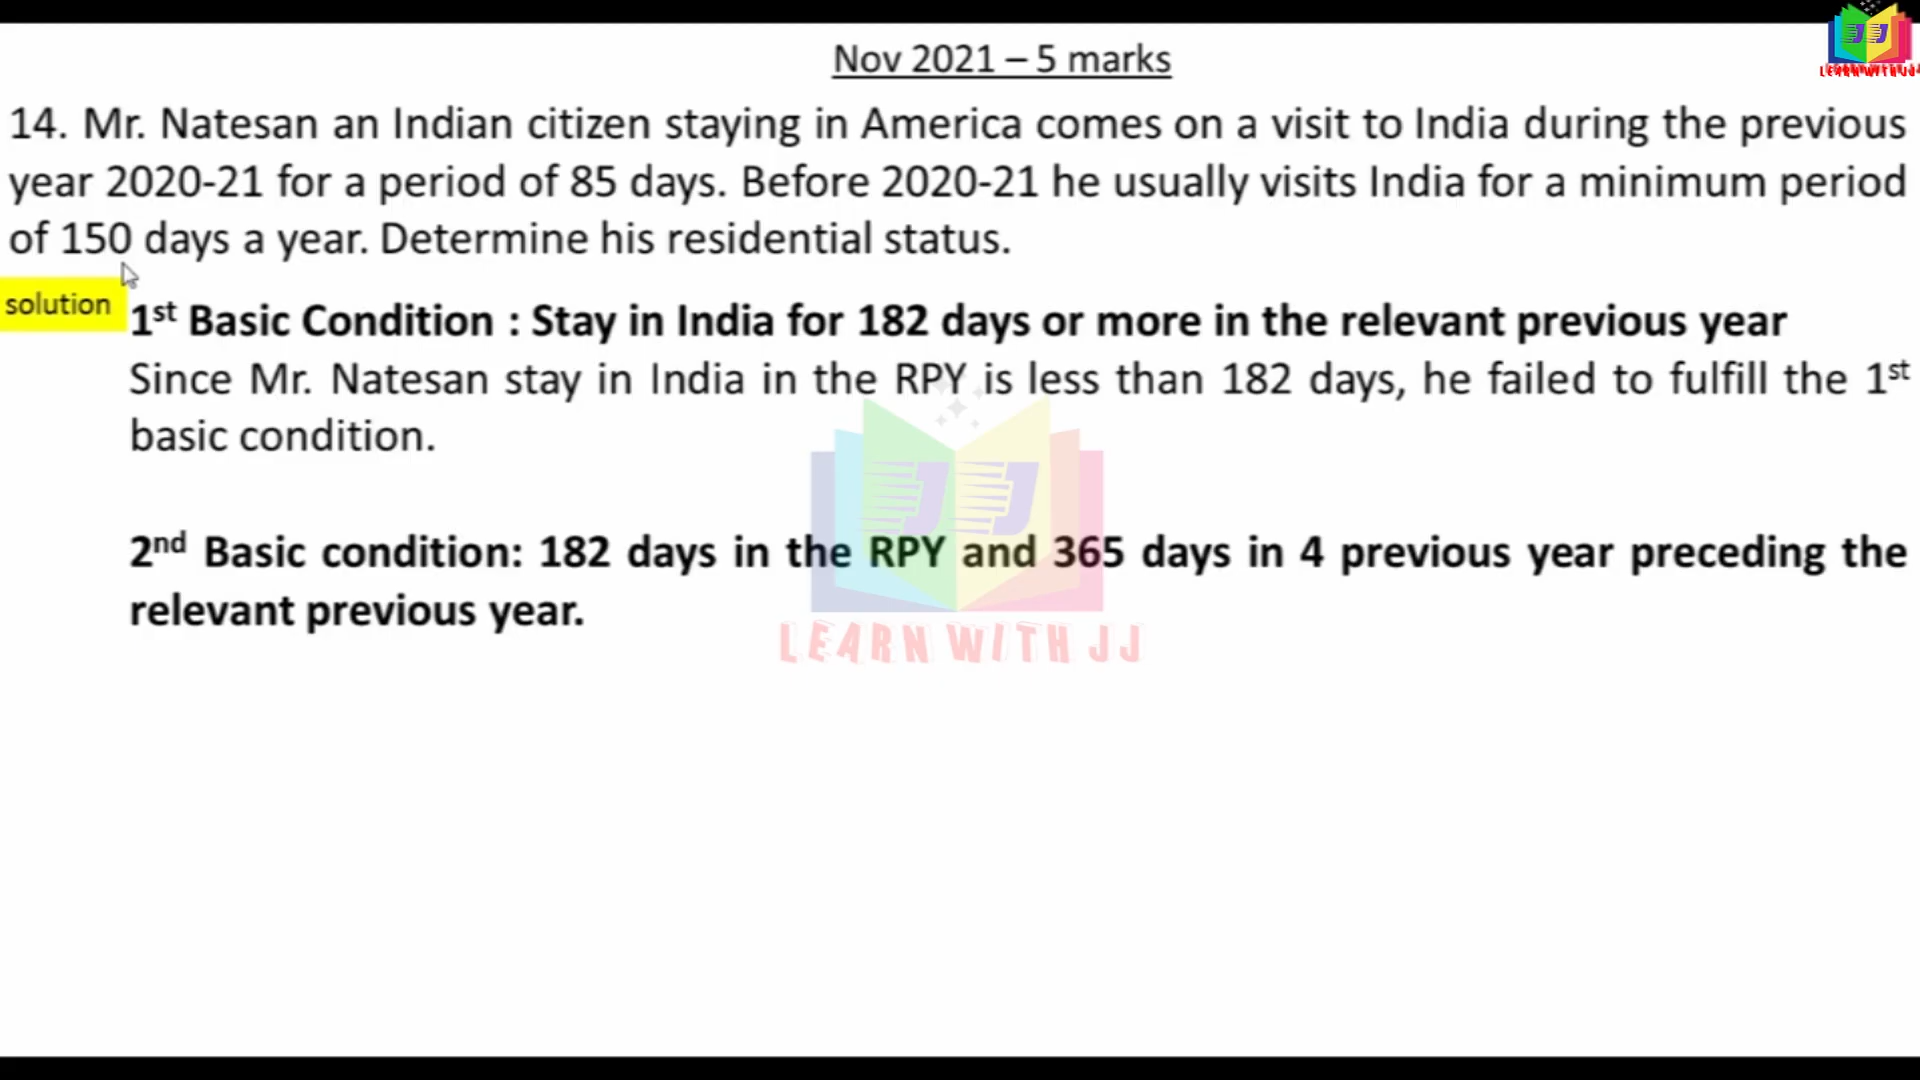 Nov 2021 – 5 marks
LEARN WITH JJ
14. Mr. Natesan an Indian citizen staying in America comes on a visit to India during the previous
year 2020-21 for a period of 85 days. Before 2020-21 he usually visits India for a minimum period
of 150 days a year. Determine his residential status.
solution
1st Basic Condition : Stay in India for 182 days or more in the relevant previous year
Since Mr. Natesan stay in India in the RPY is less than 182 days, he failed to fulfill the 1st
basic condition.
JJ
2nd Basic condition: 182 days in the RPY and 365 days in 4 previous year preceding the
relevant previous year.
LEARN WITH JJ